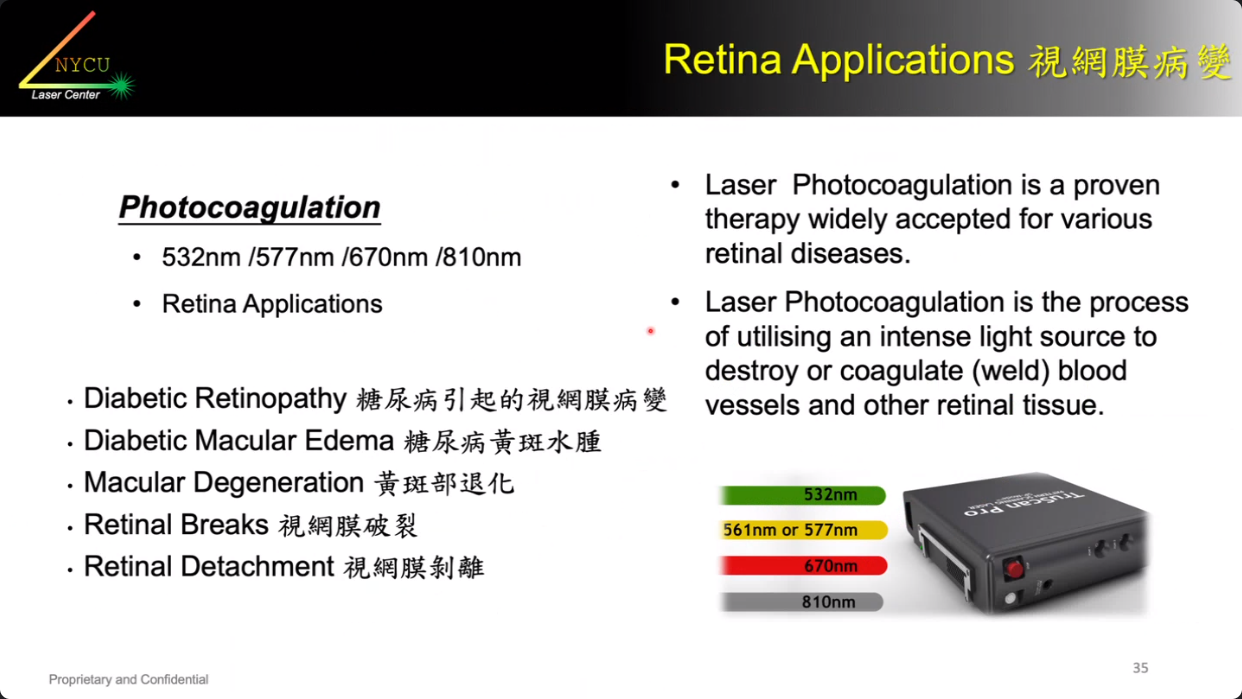 NYCU
Laser Center
Retina Applications 視網膜病變
Photocoagulation
• 532nm /577nm /670nm /810nm
• Retina Applications
• Diabetic Retinopathy 糖尿病引起的視網膜病變
• Diabetic Macular Edema 糖尿病黃斑水腫
• Macular Degeneration 黃斑部退化
• Retinal Breaks 視網膜破裂
• Retinal Detachment 視網膜剝離
• Laser  Photocoagulation is a proven
therapy widely accepted for various
retinal diseases.
• Laser Photocoagulation is the process
of utilising an intense light source to
destroy or coagulate (weld) blood
vessels and other retinal tissue.
532nm
561nm or 577nm
670nm
810nm
TruScan Pro
Proprietary and Confidential
35